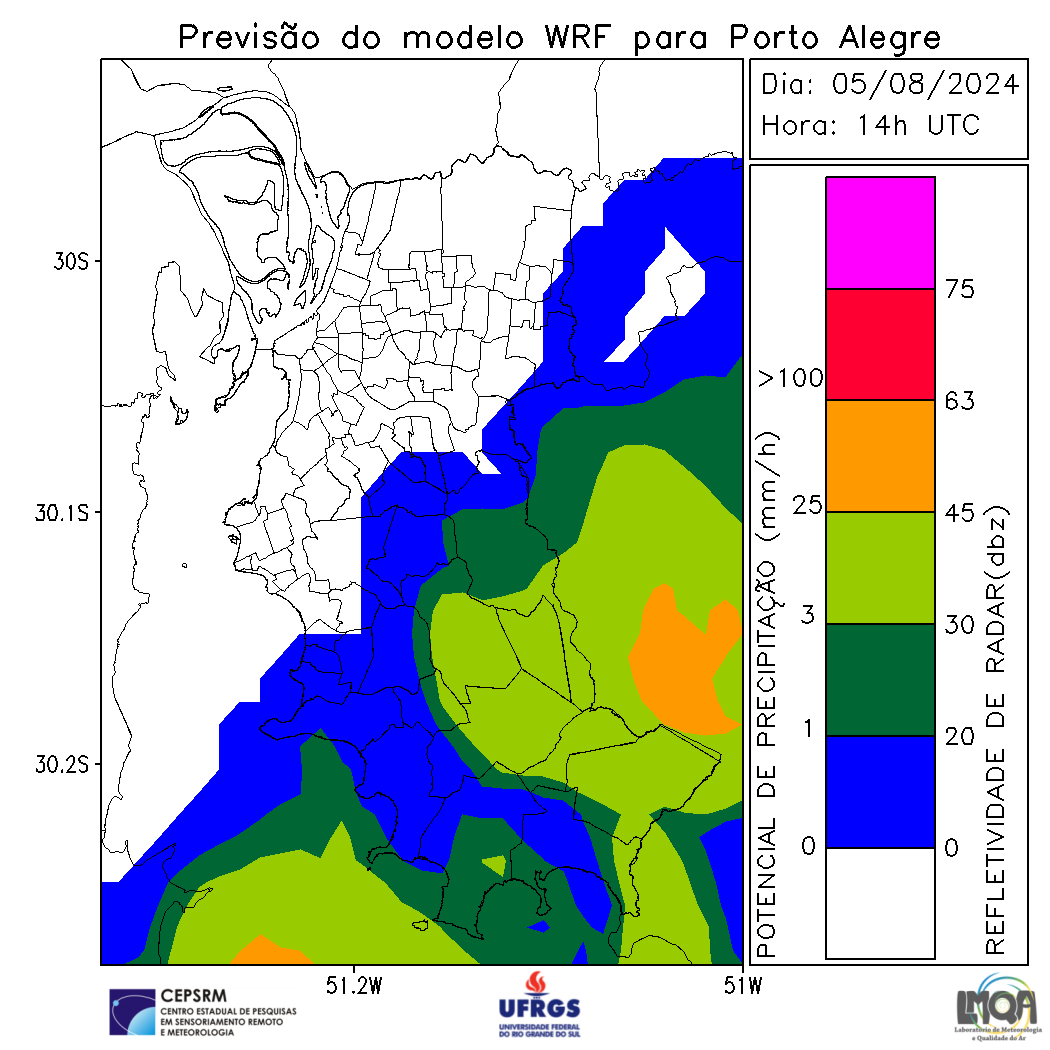 Previsão do modelo WRF para Porto Alegre
Dia: 05/08/2024
Hora: 14h UTC
30S
30.1S
30.2S
51.2W
51W
POTENCIAL DE PRECIPITAÇÃO (mm/h)
>100
25
3
1
0
75
63
45
30
20
0
REFLETIVIDADE DE RADAR(dbz)
CEPSRM
CENTRO ESTADUAL DE PESQUISAS
EM SENSORIAMENTO REMOTO
E METEOROLOGIA
UFRGS
UNIVERSIDADE FEDERAL
DO RIO GRANDE DO SUL
LMQA
Laboratório de Meteorologia
e Qualidade do Ar